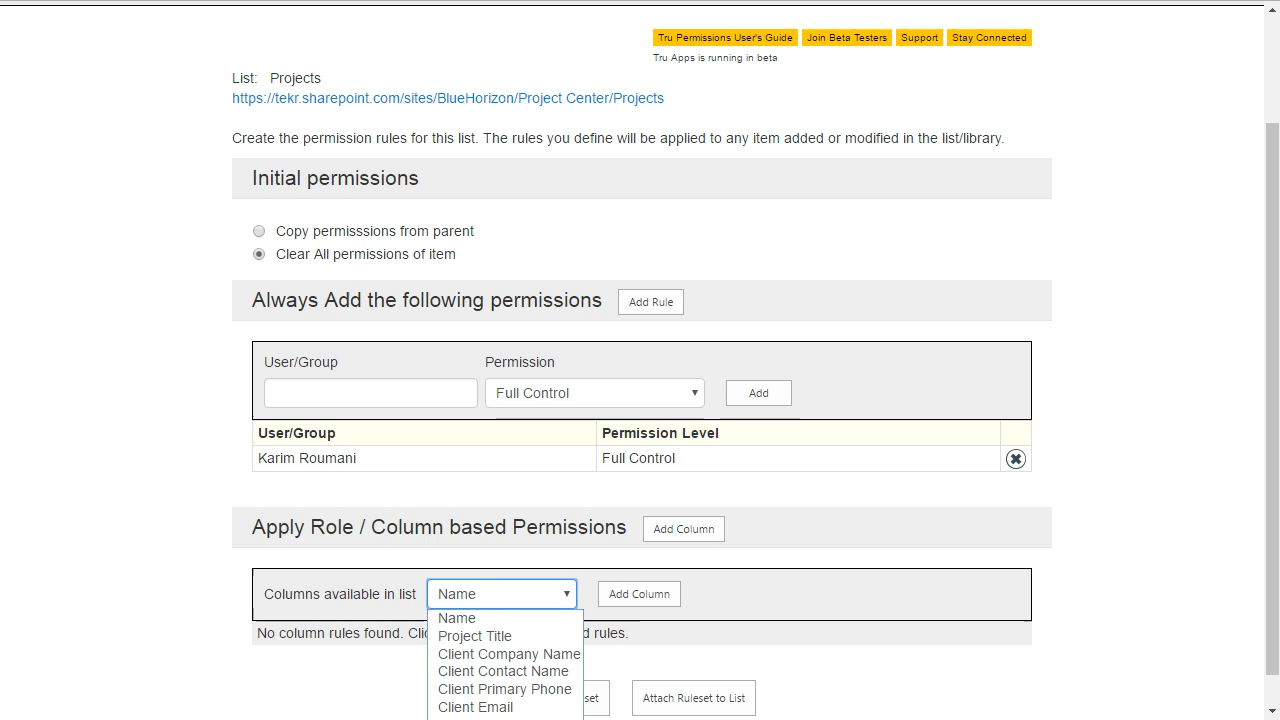 Tru Permissions User's Guide Join Beta Testers Support Stay Connected
Tru Apps is running in beta
List: Projects
https://tekr.sharepoint.com/sites/BlueHorizon/Project Center/Projects
Create the permission rules for this list. The rules you define will be applied to any item added or modified in the list/library.
Initial permissions
Copy permisssions from parent
Clear All permissions of item
Always Add the following permissions Add Rule
User/Group Permission
Full Control Add
User/Group Permission Level
Karim Roumani Full Control
Apply Role / Column based Permissions Add Column
Columns available in list Name Add Column
Name
No column rules found. rules.
Project Title
Client Company Name
Client Contact Name
Client Primary Phone
Attach Ruleset to List
Client Email